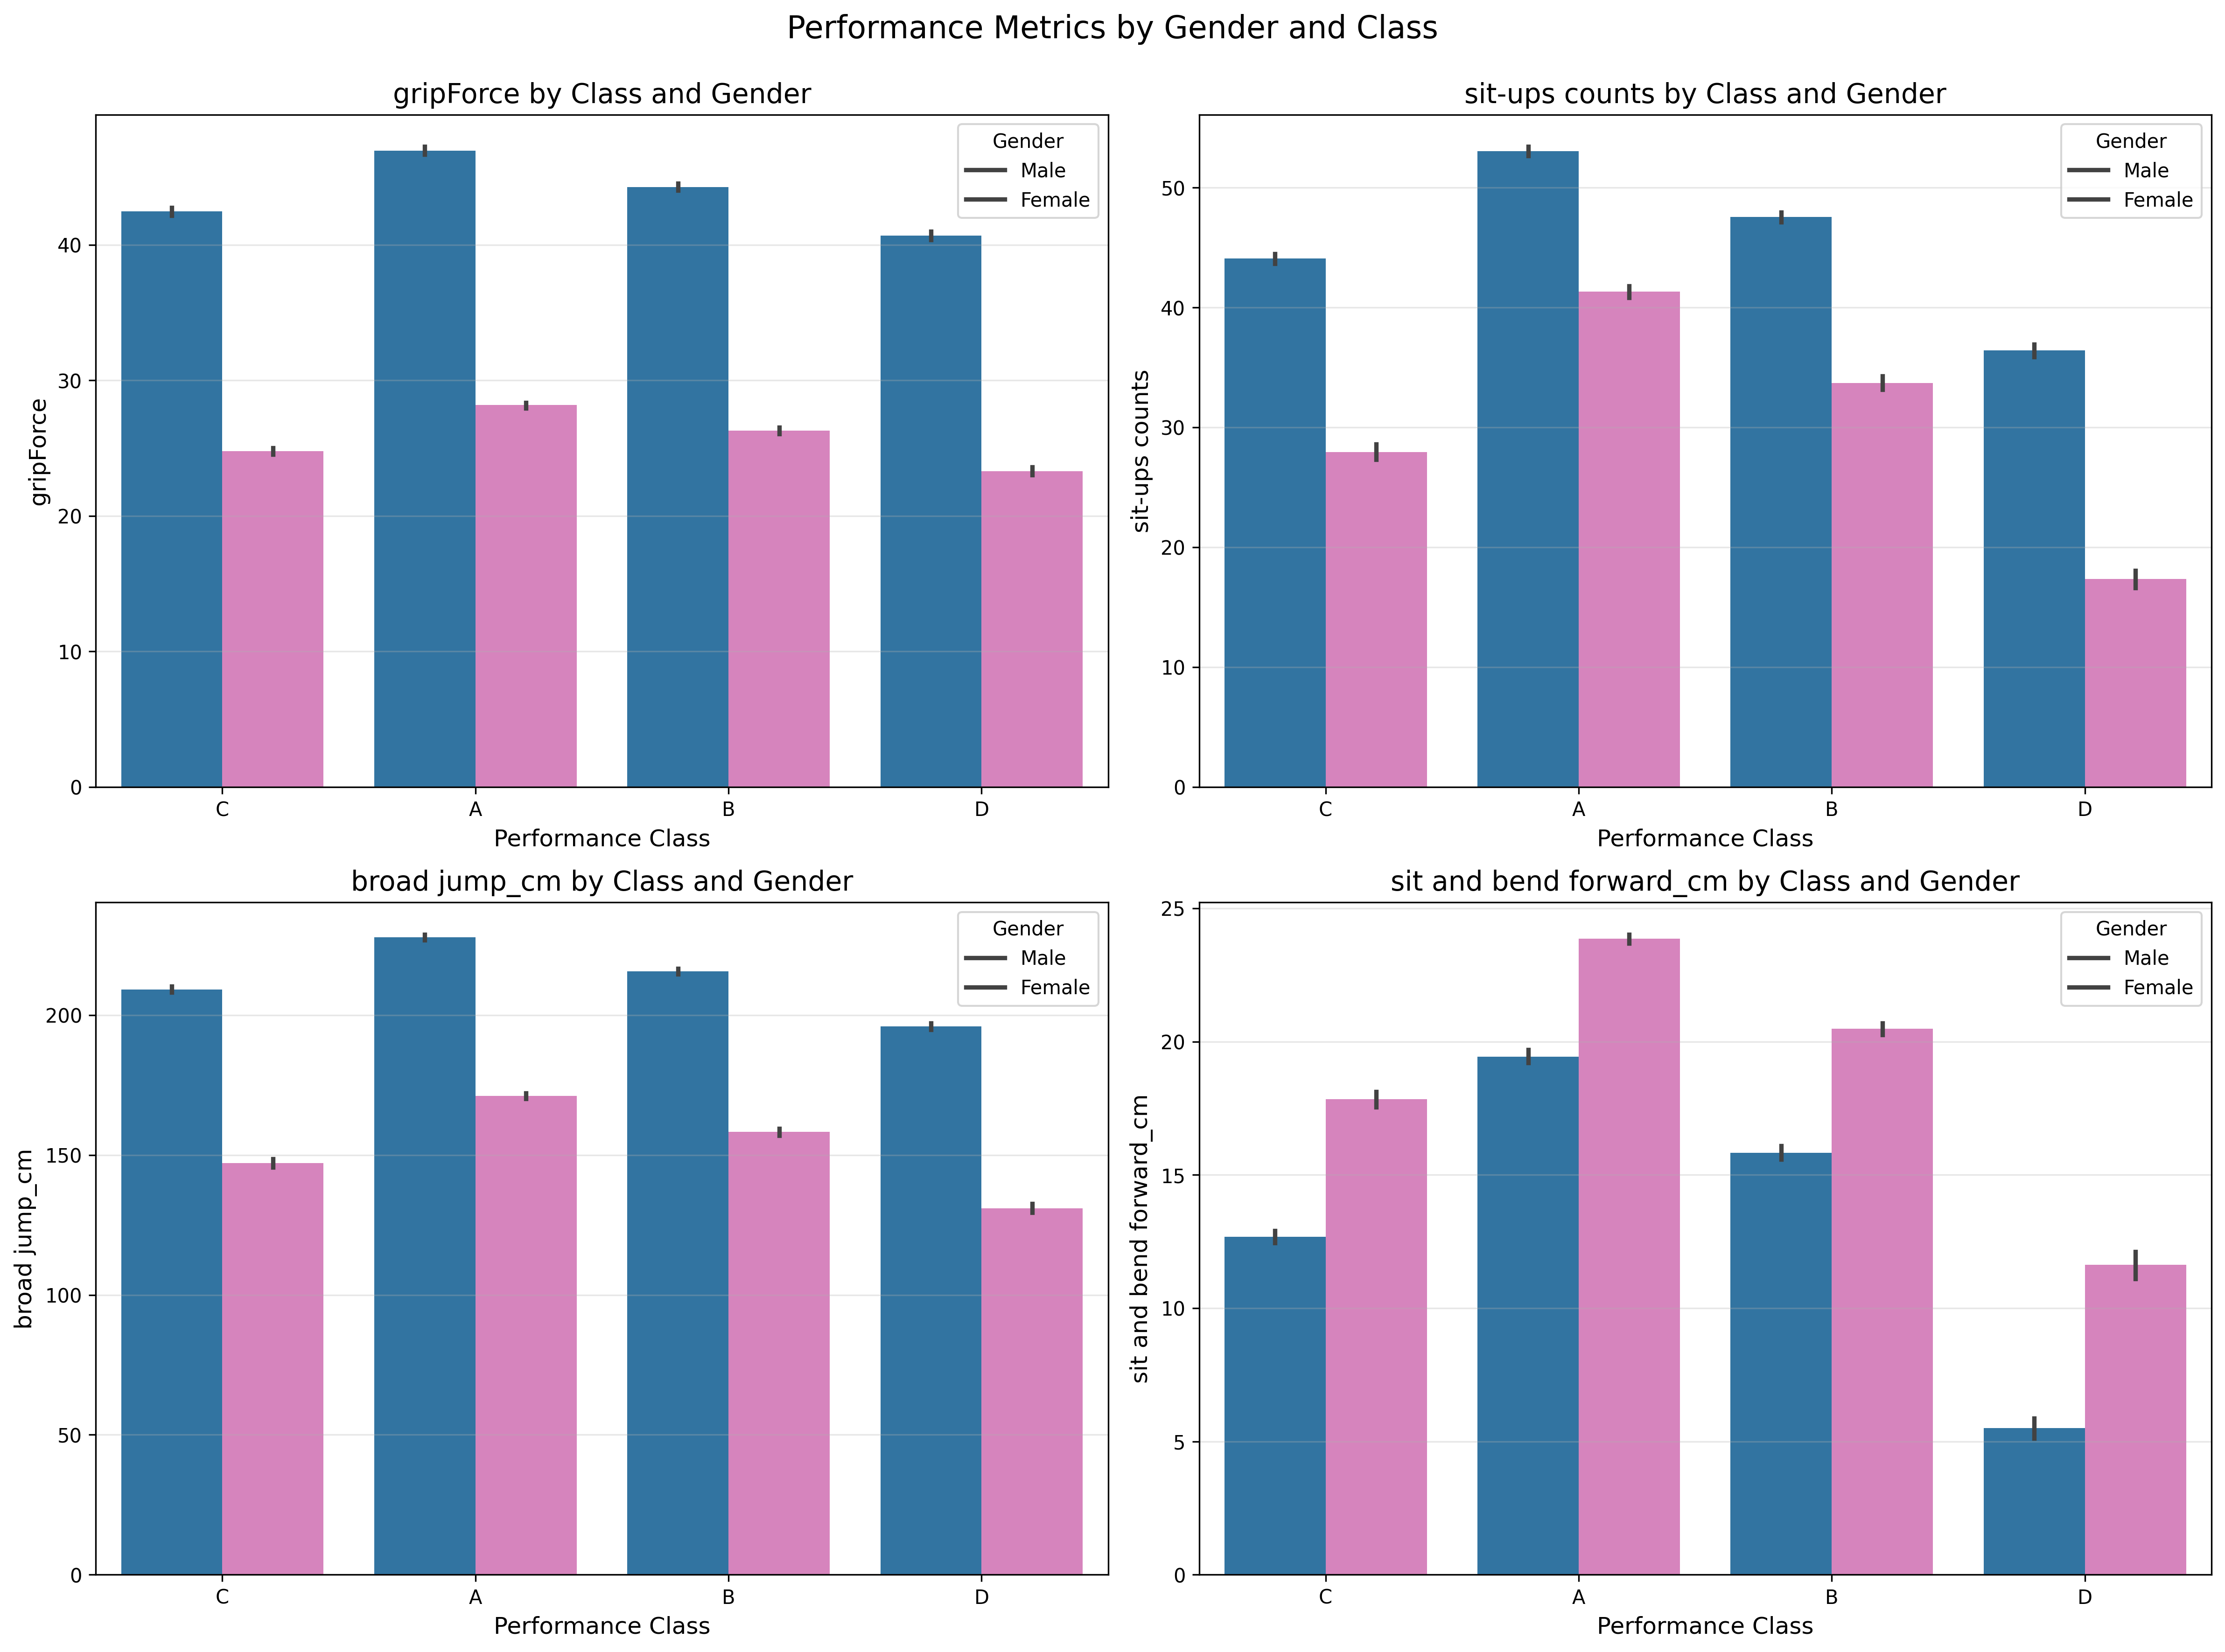 Performance Metrics by Gender and Class
gripForce by Class and Gender
gripForce
40
30
20
10
0
Gender
Male
Female
C A B D
Performance Class
sit-ups counts by Class and Gender
sit-ups counts
50
40
30
20
10
0
Gender
Male
Female
C A B D
Performance Class
broad jump_cm by Class and Gender
broad jump_cm
200
150
100
50
0
Gender
Male
Female
C A B D
Performance Class
sit and bend forward_cm by Class and Gender
sit and bend forward_cm
25
20
15
10
5
0
Gender
Male
Female
C A B D
Performance Class